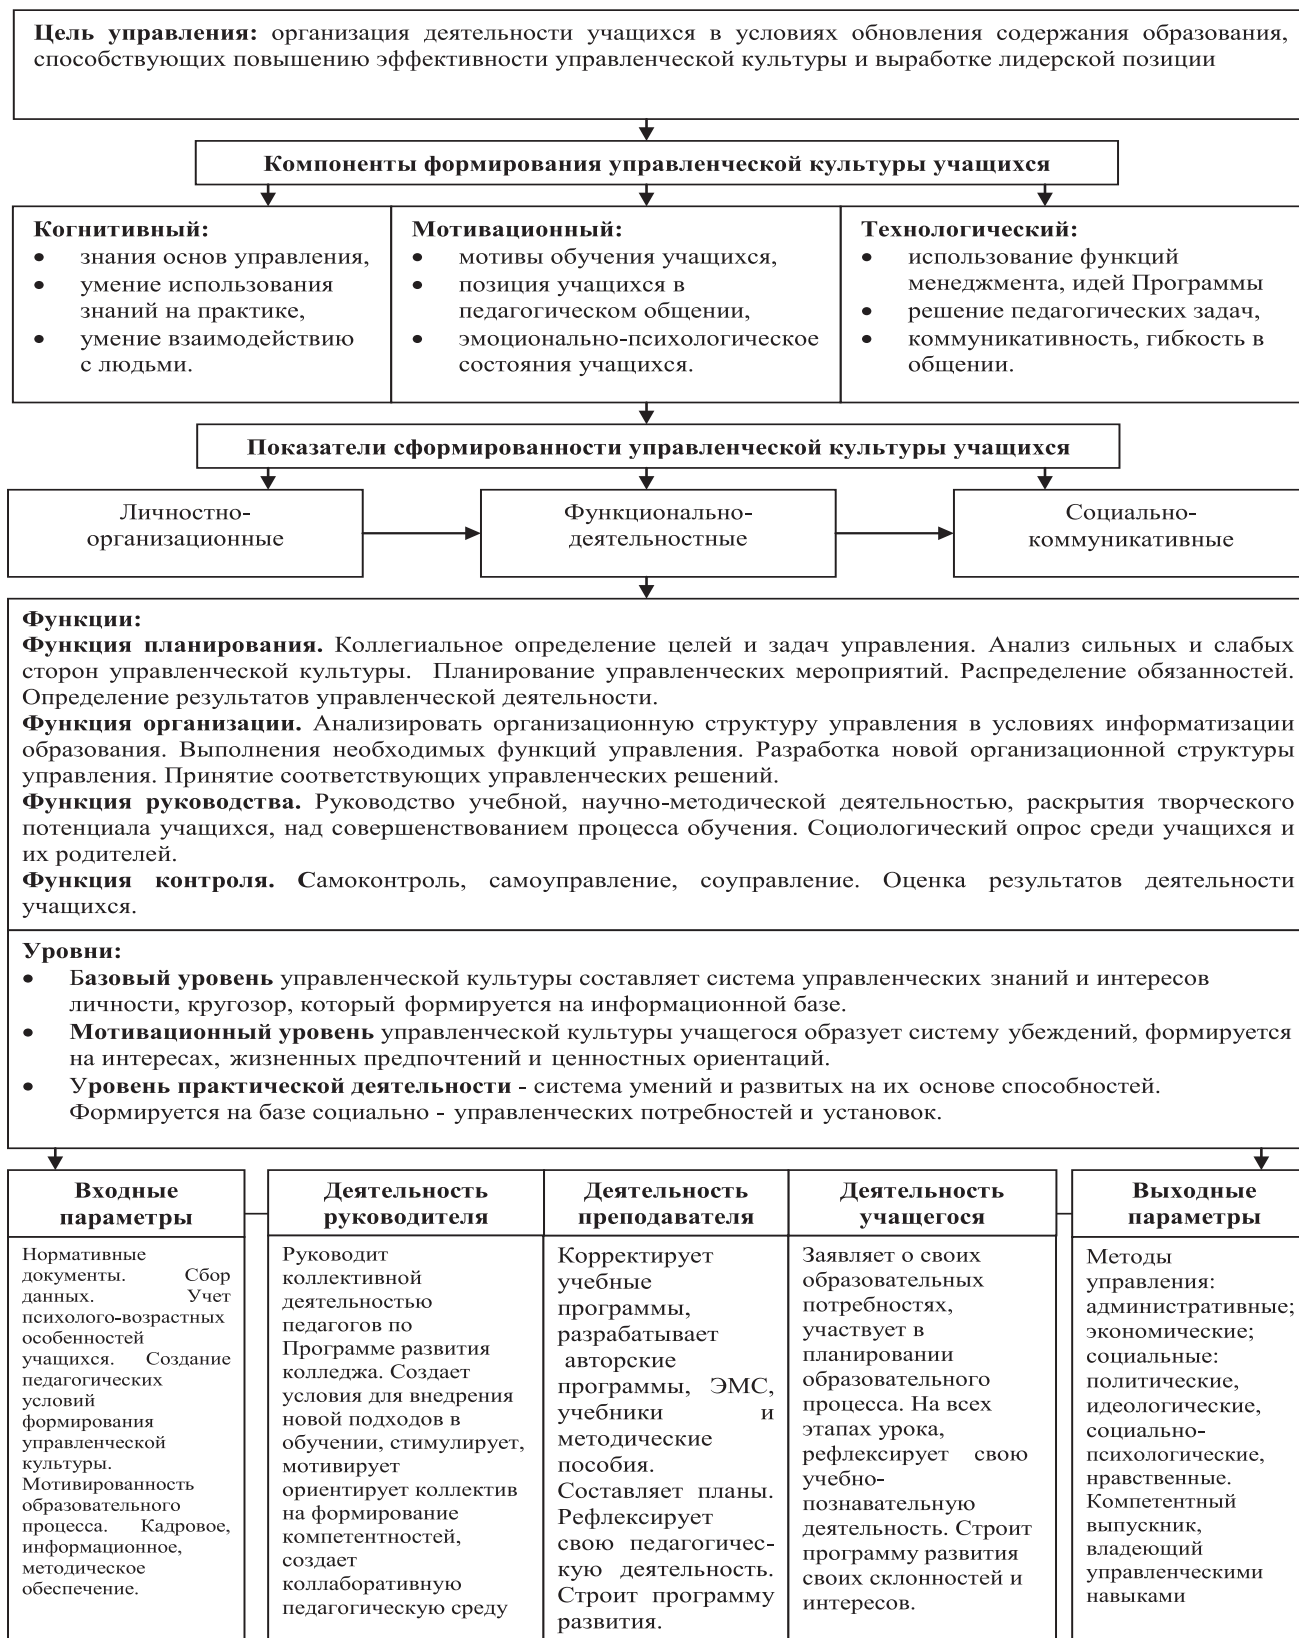 Цель управления: организация деятельности учащихся в условиях обновления содержания образования,
способствующих повышению эффективности управленческой культуры и выработке лидерской позиции
Компоненты формирования управленческой культуры учащихся
Когнитивный:
• знания основ управления,
• умение использования
знаний на практике,
• умение взаимодействию
с людьми.
Мотивационный:
• мотивы обучения учащихся,
• позиция учащихся в
педагогическом общении,
• эмоционально-психологическое
состояния учащихся.
Технологический:
• использование функций
менеджмента, идей Программы
• решение педагогических задач,
• коммуникативность, гибкость в
общении.
Показатели сформированности управленческой культуры учащихся
Личностно-
организационные
Функционально-
деятельностные
Социально-
коммуникативные
Функции:
Функция планирования. Коллегиальное определение целей и задач управления. Анализ сильных и слабых
сторон управленческой культуры. Планирование управленческих мероприятий. Распределение обязанностей.
Определение результатов управленческой деятельности.
Функция организации. Анализировать организационную структуру управления в условиях информатизации
образования. Выполнения необходимых функций управления. Разработка новой организационной структуры
управления. Принятие соответствующих управленческих решений.
Функция руководства. Руководство учебной, научно-методической деятельностью, раскрытия творческого
потенциала учащихся, над совершенствованием процесса обучения. Социологический опрос среди учащихся и
их родителей.
Функция контроля. Самоконтроль, самоуправление, соуправление. Оценка результатов деятельности
учащихся.
Уровни:
• Базовый уровень управленческой культуры составляет система управленческих знаний и интересов
личности, кругозор, который формируется на информационной базе.
• Мотивационный уровень управленческой культуры учащегося образует систему убеждений, формируется
на интересах, жизненных предпочтений и ценностных ориентаций.
• Уровень практической деятельности - система умений и развитых на их основе способностей.
Формируется на базе социально - управленческих потребностей и установок.
Входные
параметры
Нормативные
документы. Сбор
данных. Учет
психолого-возрастных
особенностей
учащихся. Создание
педагогических
условий
формирования
управленческой
культуры.
Мотивированность
образовательного
процесса. Кадровое,
информационное,
методическое
обеспечение.
Деятельность
руководителя
Руководит
коллективной
деятельностью
педагогов по
Программе развития
колледжа. Создает
условия для внедрения
новой подходов в
обучении, стимулирует,
мотивирует
ориентирует коллектив
на формирование
компетентностей,
создает
коллаборативную
педагогическую среду
Деятельность
преподавателя
Корректирует
учебные
программы,
разрабатывает
авторские
программы, ЭМС,
учебники и
методические
пособия.
Составляет планы.
Рефлексирует
свою педагогичес-
кую деятельность.
Строит программу
развития.
Деятельность
учащегося
Заявляет о своих
образовательных
потребностях,
участвует в
планировании
образовательного
процесса. На всех
этапах урока,
рефлексирует свою
учебно-
познавательную
деятельность. Строит
программу развития
своих склонностей и
интересов.
Выходные
параметры
Методы
управления:
административные;
экономические;
социальные:
политические,
идеологические,
социально-
психологические,
нравственные.
Компетентный
выпускник,
владеющий
управленческими
навыками